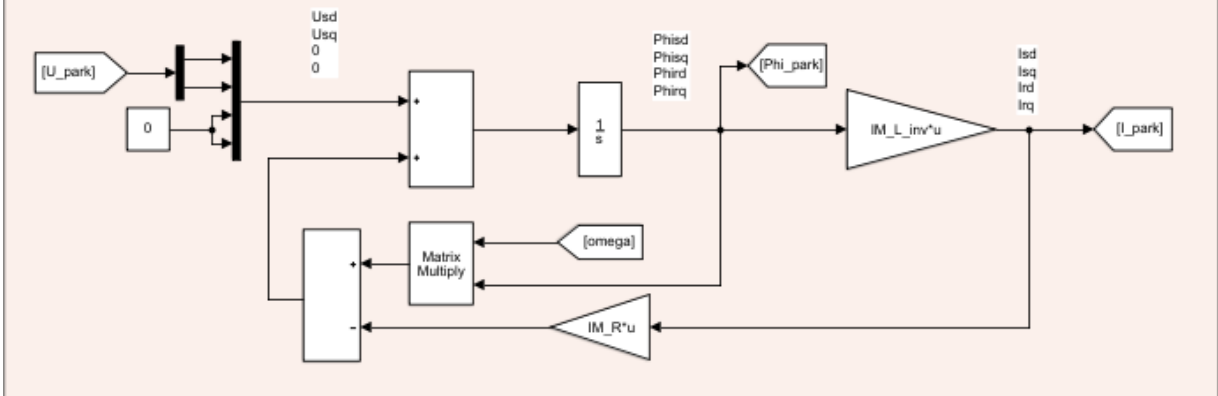 Usd
Usq
0
0
[U_park]
0
+
+
1
s
Phisd
Phisq
Phird
Phirq
[Phi_park]
IM_L_inv*u
Isd
Isq
Ird
Irq
[I_park]
+
-
Matrix
Multiply
[omega]
IM_R*u